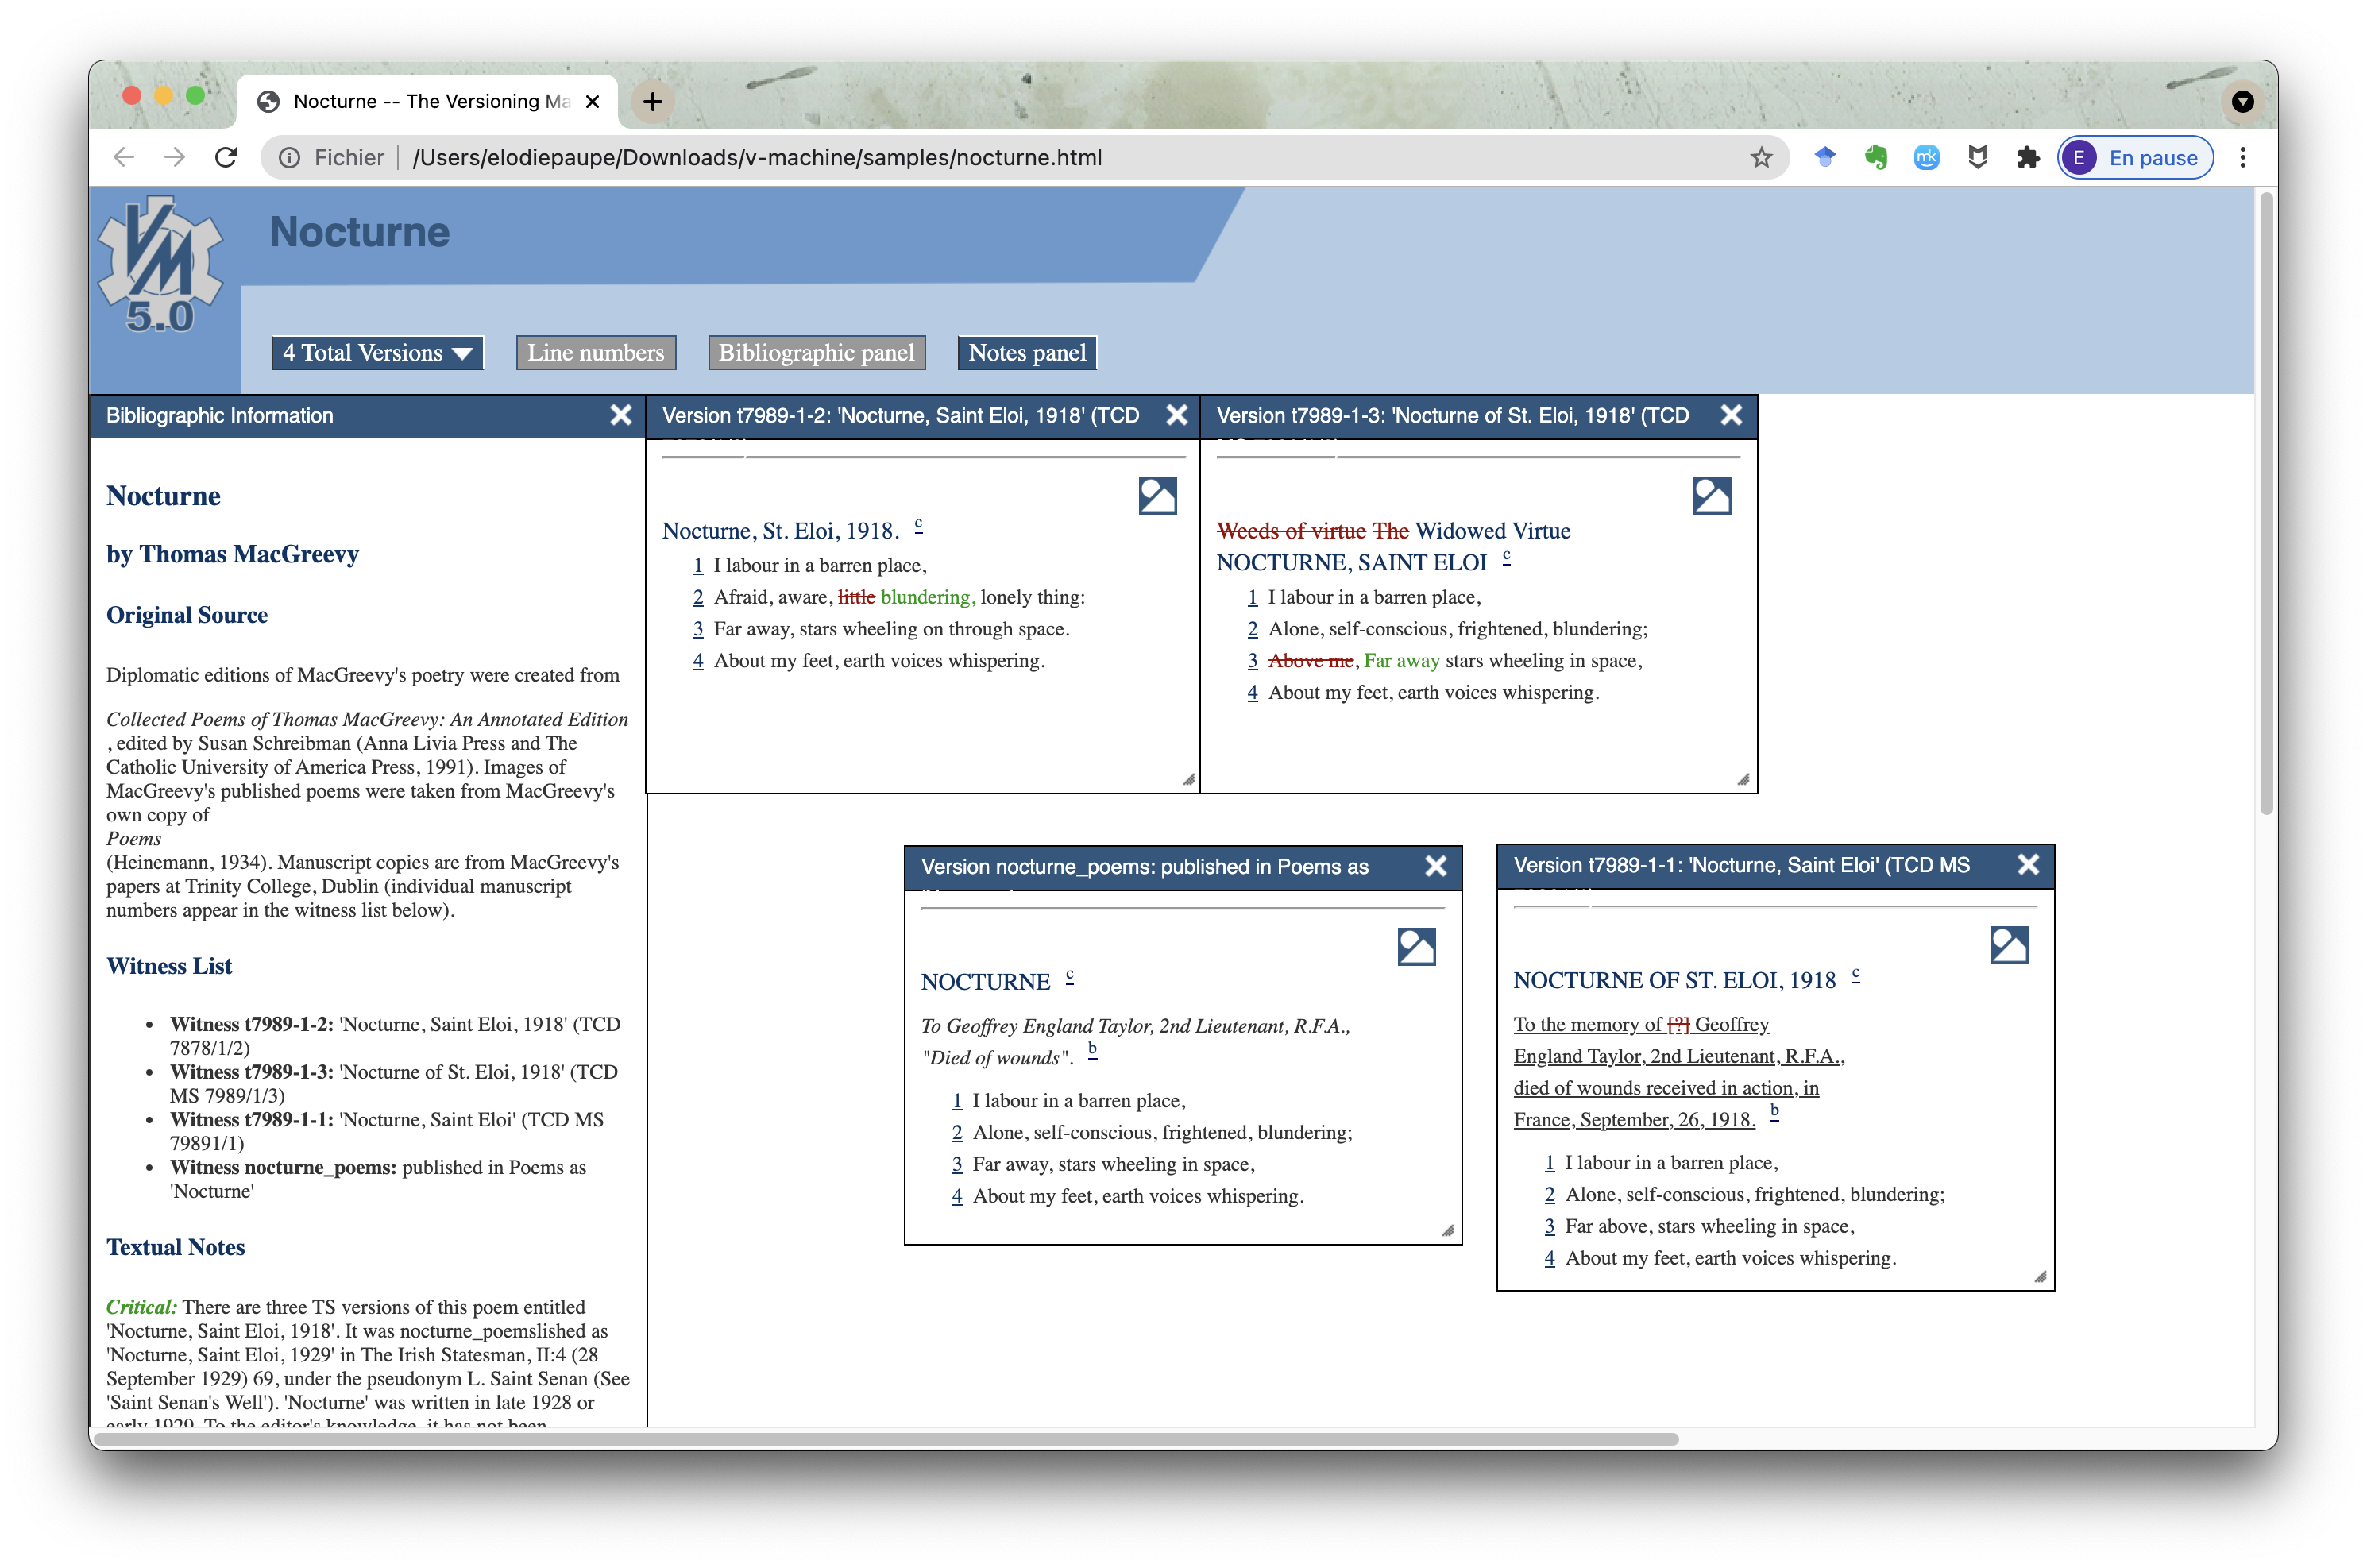 Nocturne -- The Versioning Ma
Fichier /Users/elodiepaupe/Downloads/v-machine/samples/nocturne.html
mk
E En pause
VM
5.0
Nocturne
4 Total Versions
Line numbers
Bibliographic panel
Notes panel
Bibliographic Information
Nocturne
by Thomas MacGreevy
Original Source
Diplomatic editions of MacGreevy's poetry were created from
Collected Poems of Thomas MacGreevy: An Annotated Edition
, edited by Susan Schreibman (Anna Livia Press and The
Catholic University of America Press, 1991). Images of
MacGreevy's published poems were taken from MacGreevy's
own copy of
Poems
(Heinemann, 1934). Manuscript copies are from MacGreevy's
papers at Trinity College, Dublin (individual manuscript
numbers appear in the witness list below).
Witness List
• Witness t7989-1-2: 'Nocturne, Saint Eloi, 1918' (TCD
7878/1/2)
• Witness t7989-1-3: 'Nocturne of St. Eloi, 1918' (TCD
MS 7989/1/3)
• Witness t7989-1-1: 'Nocturne, Saint Eloi' (TCD MS
79891/1)
• Witness nocturne_poems: published in Poems as
'Nocturne'
Textual Notes
Critical: There are three TS versions of this poem entitled
'Nocturne, Saint Eloi, 1918'. It was nocturne_poemslished as
'Nocturne, Saint Eloi, 1929' in The Irish Statesman, II:4 (28
September 1929) 69, under the pseudonym L. Saint Senan (See
'Saint Senan's Well'). 'Nocturne' was written in late 1928 or
early 1929. To the editor's knowledge, it has not been
Version t7989-1-2: 'Nocturne, Saint Eloi, 1918' (TCD
Nocturne, St. Eloi, 1918. c
1 I labour in a barren place,
2 Afraid, aware, little blundering, lonely thing:
3 Far away, stars wheeling on through space.
4 About my feet, earth voices whispering.
Version t7989-1-3: 'Nocturne of St. Eloi, 1918' (TCD
Weeds of virtue The Widowed Virtue
NOCTURNE, SAINT ELOI c
1 I labour in a barren place,
2 Alone, self-conscious, frightened, blundering;
3 Above me, Far away stars wheeling in space,
4 About my feet, earth voices whispering.
Version nocturne_poems: published in Poems as
NOCTURNE c
To Geoffrey England Taylor, 2nd Lieutenant, R.F.A.,
"Died of wounds". b
1 I labour in a barren place,
2 Alone, self-conscious, frightened, blundering;
3 Far away, stars wheeling in space,
4 About my feet, earth voices whispering.
Version t7989-1-1: 'Nocturne, Saint Eloi' (TCD MS
NOCTURNE OF ST. ELOI, 1918 c
To the memory of [?] Geoffrey
England Taylor, 2nd Lieutenant, R.F.A.,
died of wounds received in action, in
France, September, 26, 1918. b
1 I labour in a barren place,
2 Alone, self-conscious, frightened, blundering;
3 Far above, stars wheeling in space,
4 About my feet, earth voices whispering.